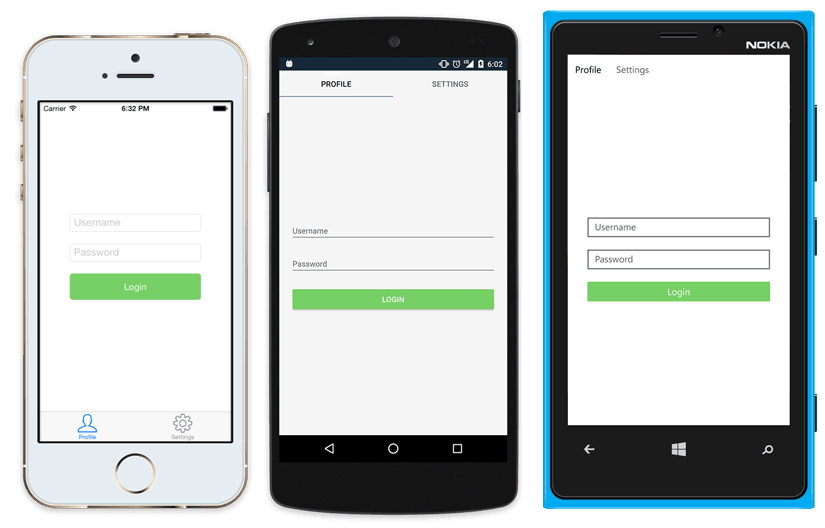 Carrier 6:32 PM
Username
Password
Login
Profile
Settings
6:02
PROFILE SETTINGS
Username
Password
LOGIN
NOKIA
Profile Settings
Username
Password
Login